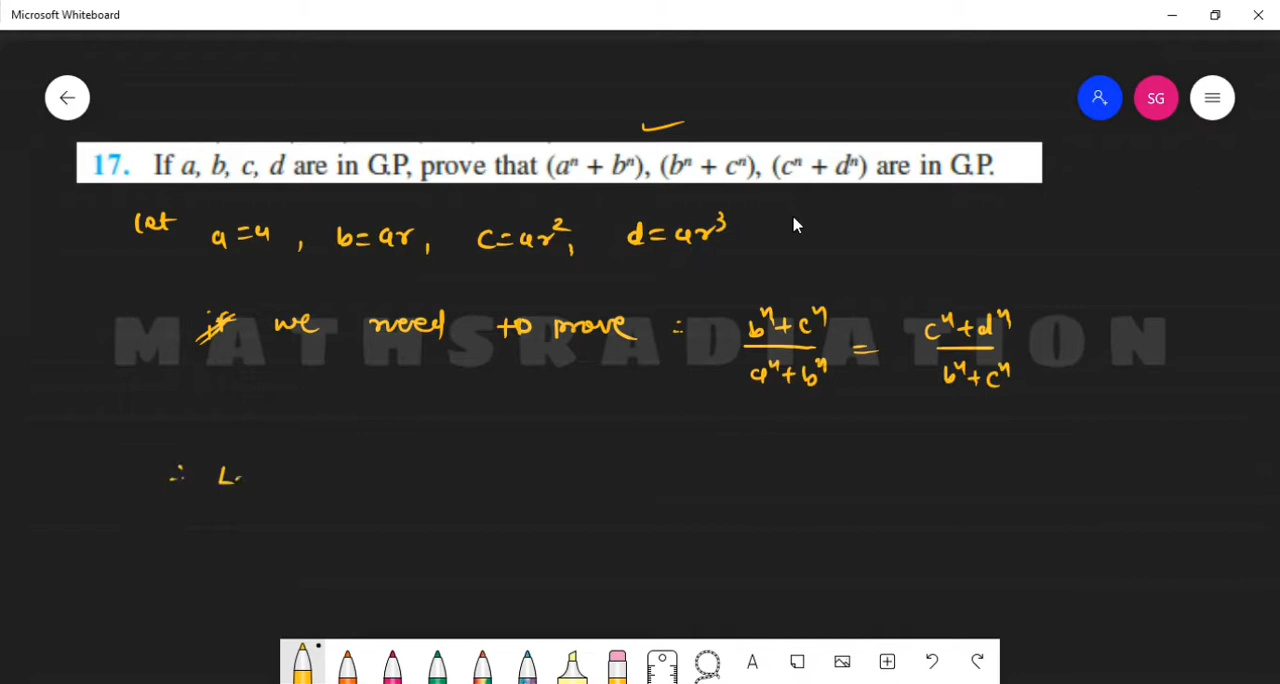 Microsoft Whiteboard
SG
17. If a, b, c, d are in G.P, prove that (aⁿ + bⁿ), (bⁿ + cⁿ), (cⁿ + dⁿ) are in G.P.
let a = a, b = ar, c = ar², d = ar³
we need to prove : (bⁿ + cⁿ)/(aⁿ + bⁿ) = (cⁿ + dⁿ)/(bⁿ + cⁿ)
MATHSRADIATION
∴ L.
A